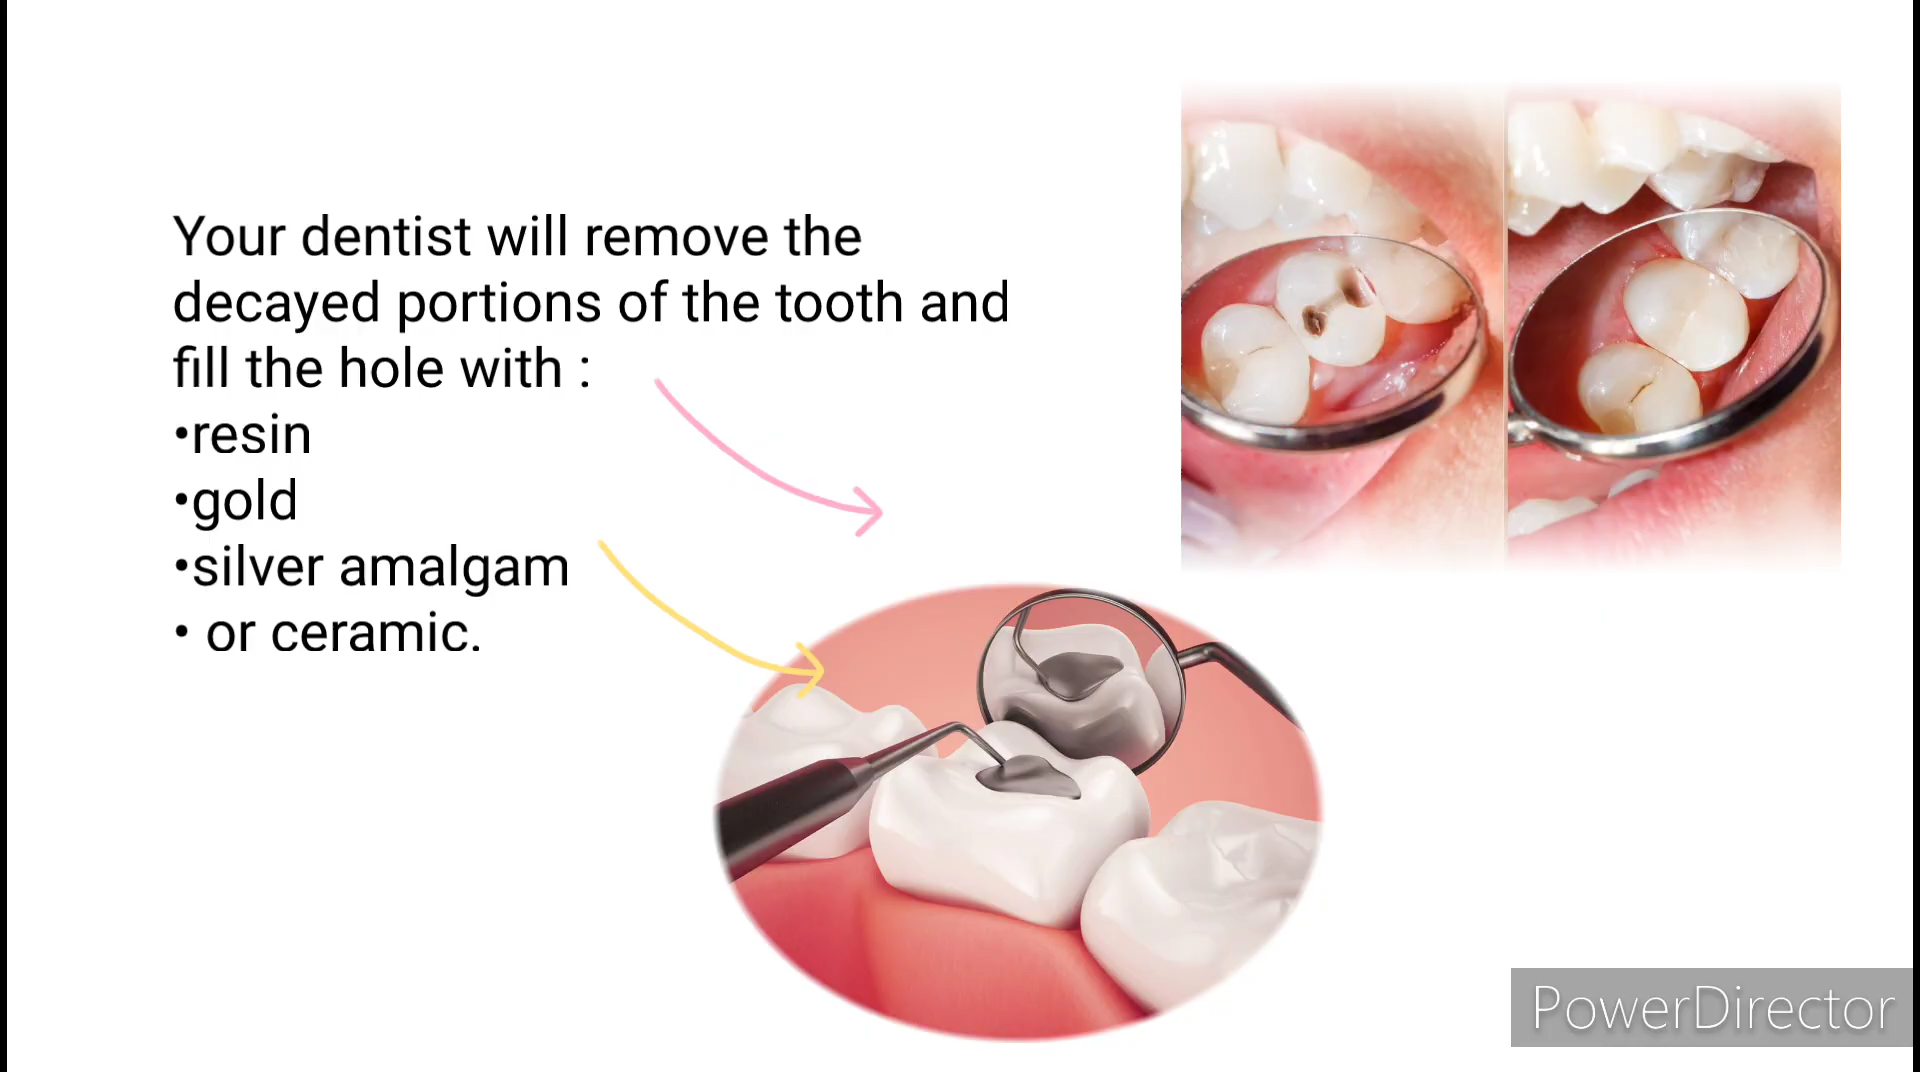 Your dentist will remove the
decayed portions of the tooth and
fill the hole with :
•resin
•gold
•silver amalgam
• or ceramic.
PowerDirector